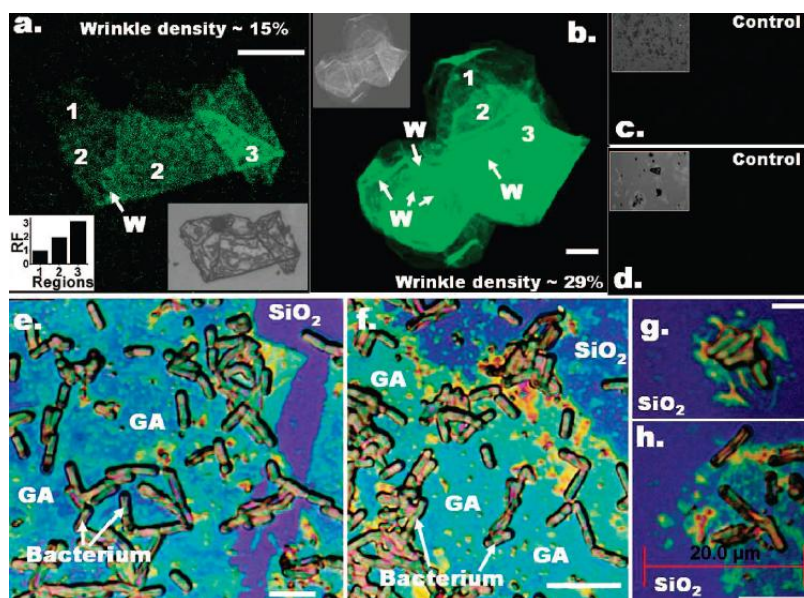 a.
Wrinkle density ~ 15%
1
2
2
3
W
RF
3
2
1
0
1 2 3
Regions
b.
1
2
3
W
W
W
Wrinkle density ~ 29%
Control
c.
Control
d.
e.
SiO₂
GA
GA
Bacterium
f.
SiO₂
GA
GA
GA
Bacterium
g.
SiO₂
h.
20.0 µm
SiO₂